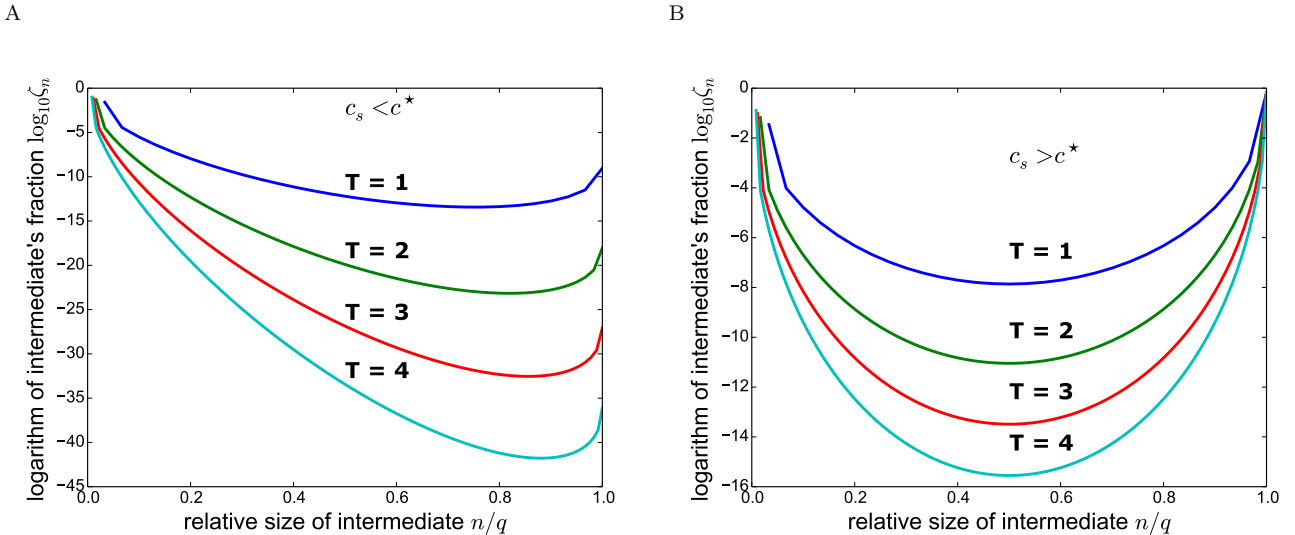 A
B
logarithm of intermediate's fraction log₁₀ζₙ
0
−5
−10
−15
−20
−25
−30
−35
−40
−45
c_s <c^⋆
T = 1
T = 2
T = 3
T = 4
0.0 0.2 0.4 0.6 0.8 1.0
relative size of intermediate n/q
logarithm of intermediate's fraction log₁₀ζₙ
0
−2
−4
−6
−8
−10
−12
−14
−16
c_s >c^⋆
T = 1
T = 2
T = 3
T = 4
0.0 0.2 0.4 0.6 0.8 1.0
relative size of intermediate n/q